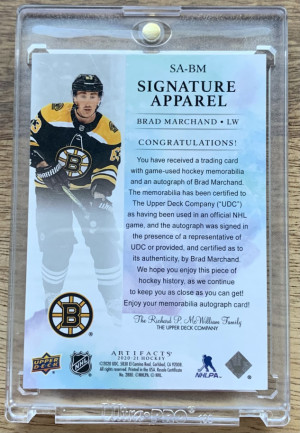 SA-BM
SIGNATURE
APPAREL
BRAD MARCHAND • LW
CONGRATULATIONS!
You have received a trading card
with game-used hockey memorabilia
and an autograph of Brad Marchand.
The memorabilia has been certified to
The Upper Deck Company ("UDC")
as having been used in an official NHL
game, and the autograph was signed in
the presence of a representative of
UDC or provided, and certified as to
its authenticity, by Brad Marchand.
We hope you enjoy this piece of
hockey history, as we continue
to keep you as close as you can get!
Enjoy your memorabilia autograph card!
The Richard P. McWilliam Family
THE UPPER DECK COMPANY
B
UPPER
DECK
NHL
ARTIFACTS
2020-21 HOCKEY
NHLPA